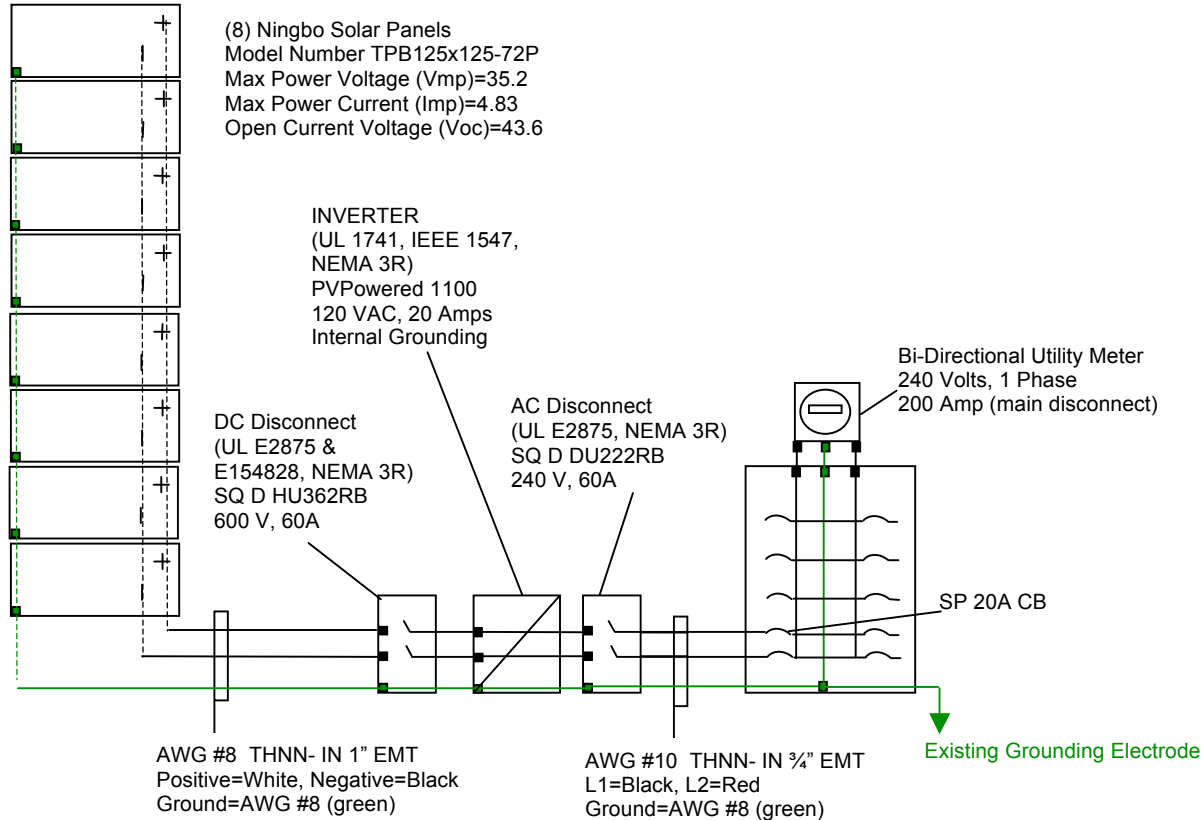 (8) Ningbo Solar Panels
Model Number TPB125x125-72P
Max Power Voltage (Vmp)=35.2
Max Power Current (Imp)=4.83
Open Current Voltage (Voc)=43.6
INVERTER
(UL 1741, IEEE 1547,
NEMA 3R)
PVPowered 1100
120 VAC, 20 Amps
Internal Grounding
Bi-Directional Utility Meter
240 Volts, 1 Phase
200 Amp (main disconnect)
DC Disconnect
(UL E2875 &
E154828, NEMA 3R)
SQ D HU362RB
600 V, 60A
AC Disconnect
(UL E2875, NEMA 3R)
SQ D DU222RB
240 V, 60A
SP 20A CB
AWG #8  THNN- IN 1” EMT
Positive=White, Negative=Black
Ground=AWG #8 (green)
AWG #10  THNN- IN ¾” EMT
L1=Black, L2=Red
Ground=AWG #8 (green)
Existing Grounding Electrode